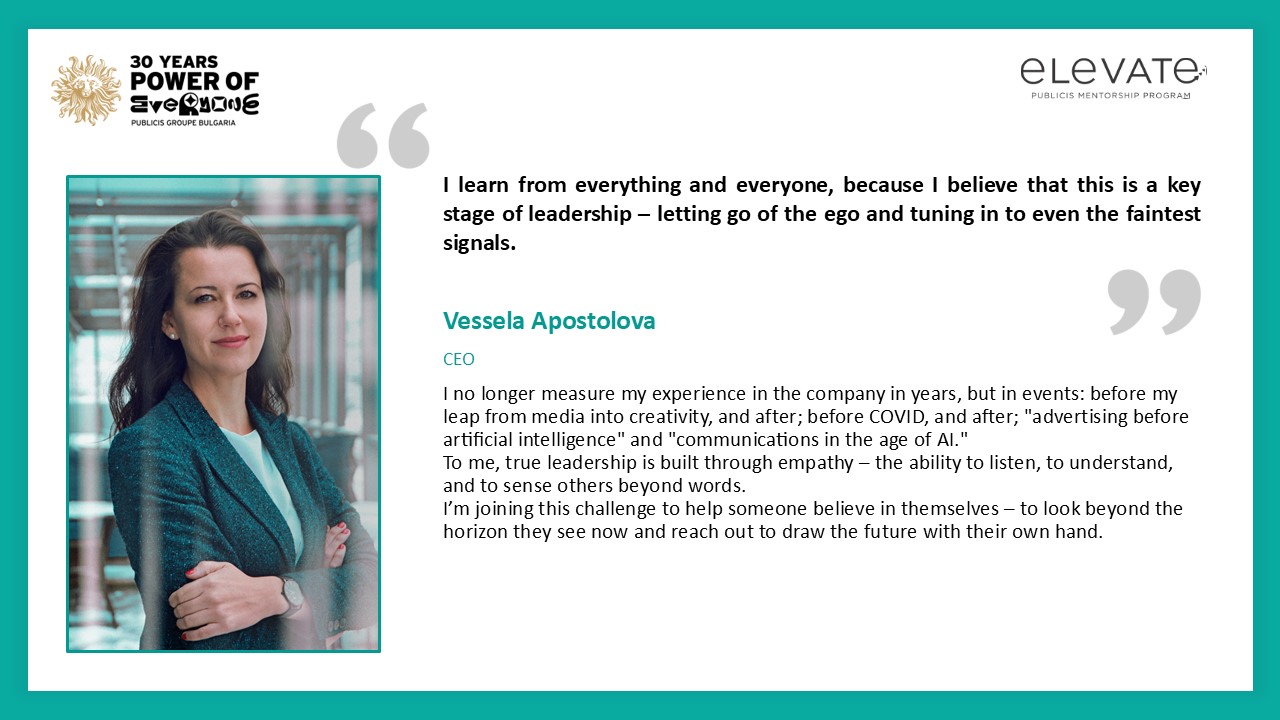 30 YEARS
POWER OF
EVERYONE
PUBLICIS GROUPE BULGARIA
eLeVATe
PUBLICIS MENTORSHIP PROGRAM
“
I learn from everything and everyone, because I believe that this is a key
stage of leadership – letting go of the ego and tuning in to even the faintest
signals.
”
Vessela Apostolova
CEO
I no longer measure my experience in the company in years, but in events: before my
leap from media into creativity, and after; before COVID, and after; "advertising before
artificial intelligence" and "communications in the age of AI."
To me, true leadership is built through empathy – the ability to listen, to understand,
and to sense others beyond words.
I’m joining this challenge to help someone believe in themselves – to look beyond the
horizon they see now and reach out to draw the future with their own hand.